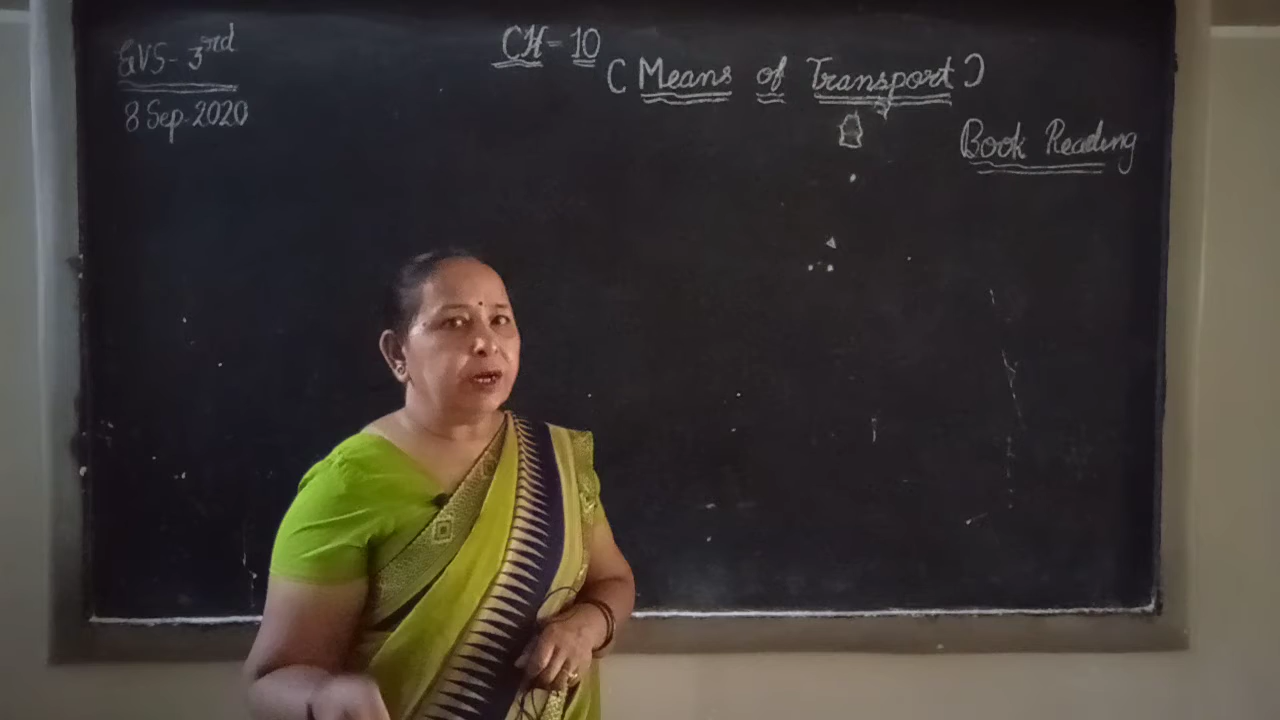 EVS-3rd
8 Sep. 2020
CH-10
(Means of Transport)
Book Reading